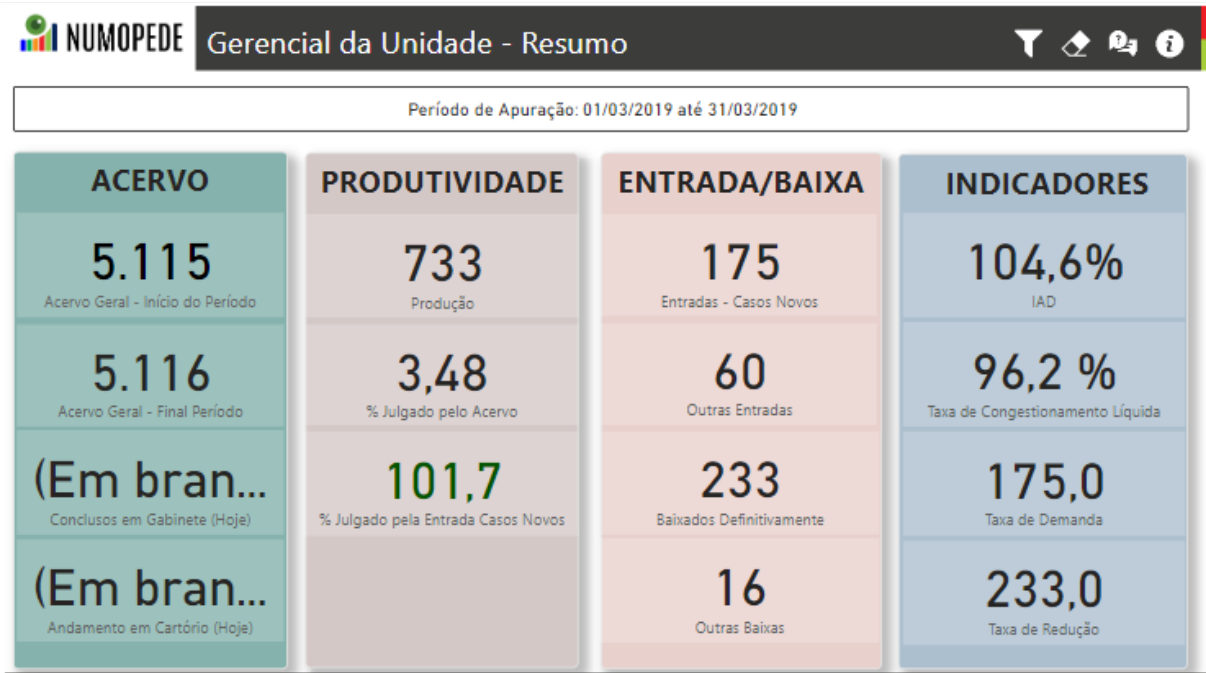 NUMOPEDE
Gerencial da Unidade - Resumo
Período de Apuração: 01/03/2019 até 31/03/2019
ACERVO
5.115
Acervo Geral - Início do Período
5.116
Acervo Geral - Final Período
(Em bran...
Conclusos em Gabinete (Hoje)
(Em bran...
Andamento em Cartório (Hoje)
PRODUTIVIDADE
733
Produção
3,48
% Julgado pelo Acervo
101,7
% Julgado pela Entrada Casos Novos
ENTRADA/BAIXA
175
Entradas - Casos Novos
60
Outras Entradas
233
Baixados Definitivamente
16
Outras Baixas
INDICADORES
104,6%
IAD
96,2 %
Taxa de Congestionamento Líquida
175,0
Taxa de Demanda
233,0
Taxa de Redução